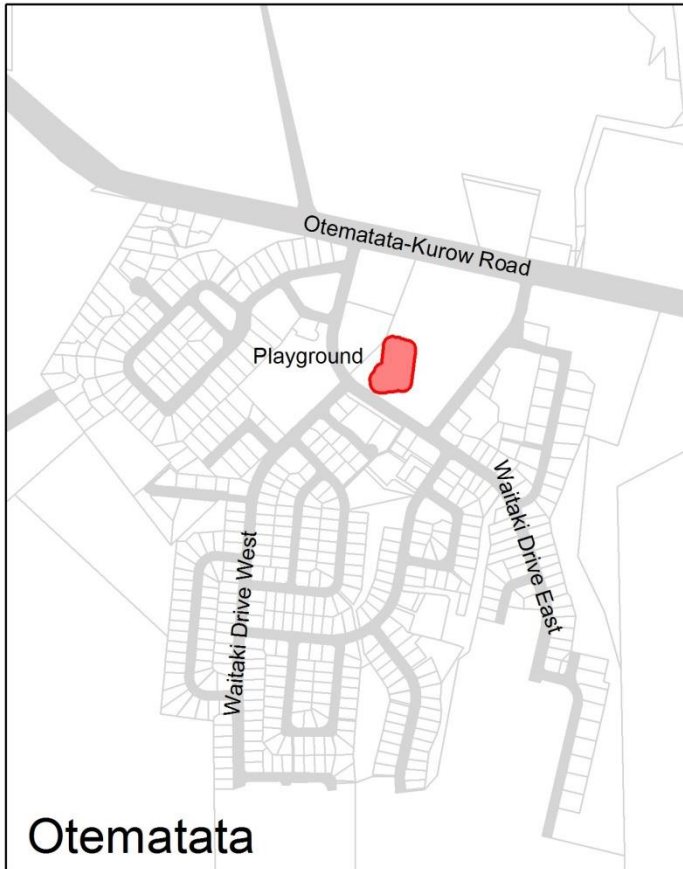 Otematata-Kurow Road
Playground
Waitaki Drive East
Waitaki Drive West
Otematata